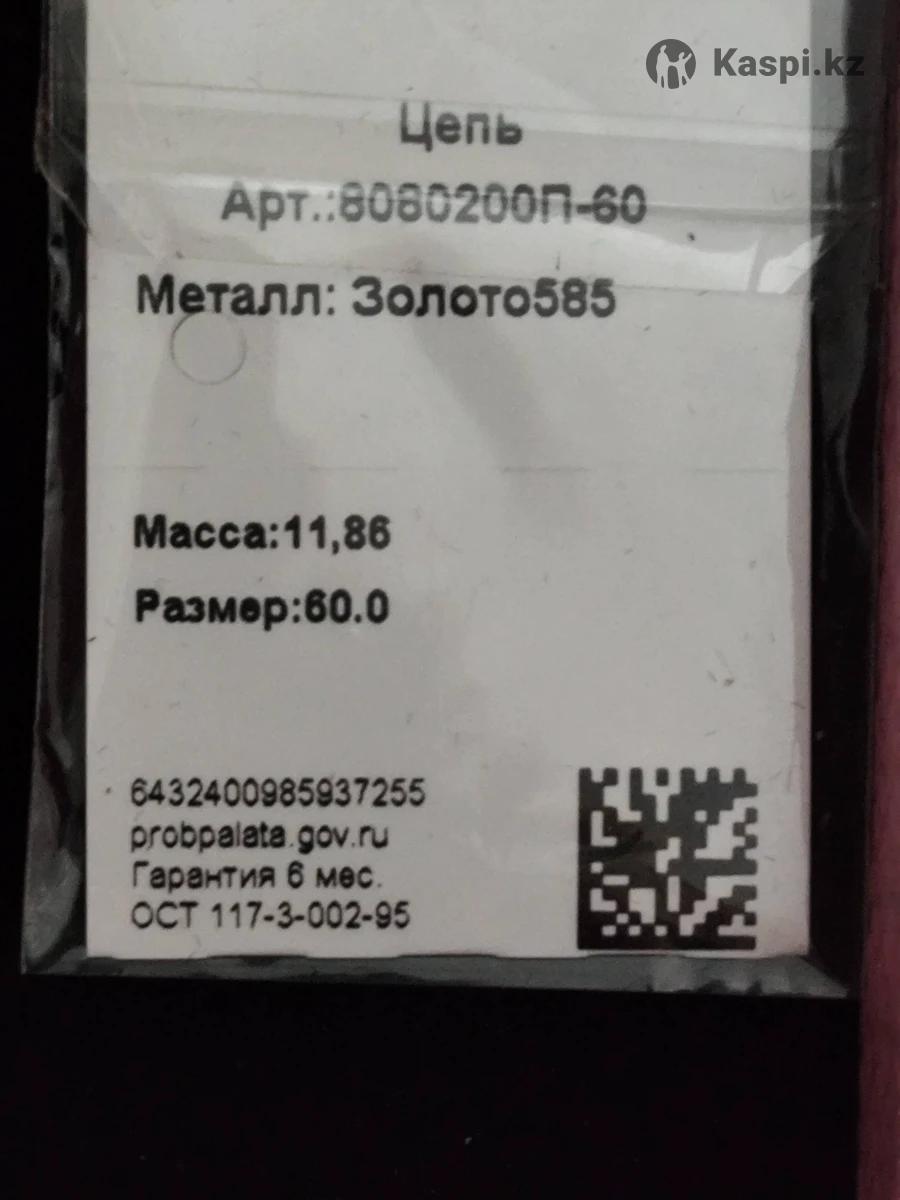 Kaspi.kz
Цепь
Арт.:8080200П-60
Металл: Золото585
Масса:11,86
Размер:60.0
6432400985937255
probpalata.gov.ru
Гарантия 6 мес.
ОСТ 117-3-002-95